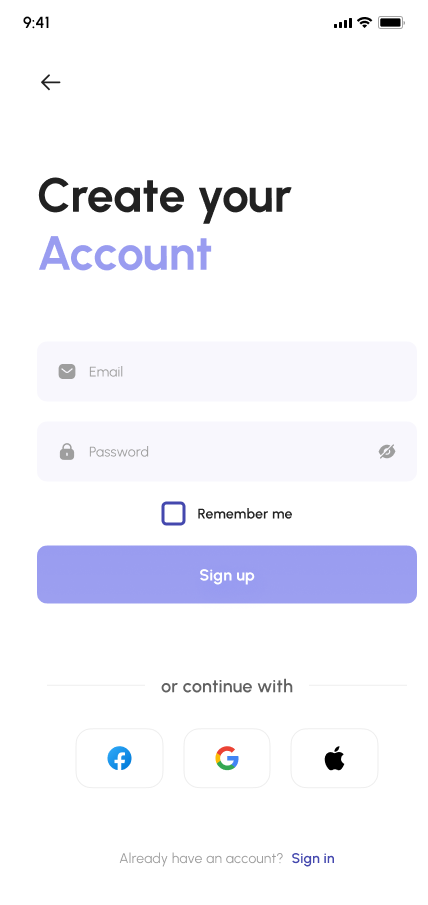 9:41
Create your
Account
Email
Password
Remember me
Sign up
or continue with
Already have an account? Sign in